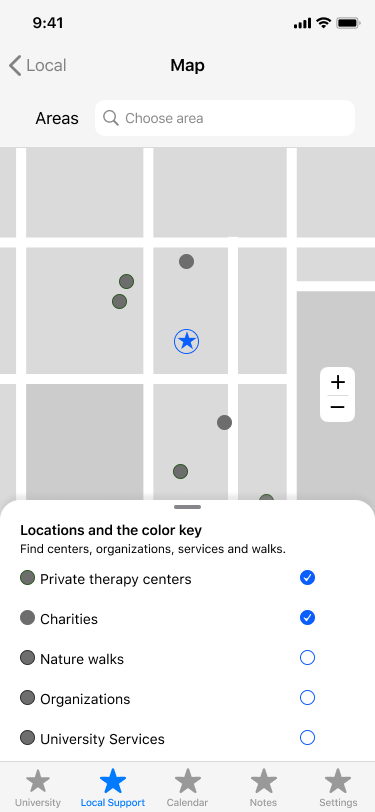 9:41
Local
Map
Areas
Choose area
+
−
Locations and the color key
Find centers, organizations, services and walks.
Private therapy centers
Charities
Nature walks
Organizations
University Services
University Local Support Calendar Notes Settings